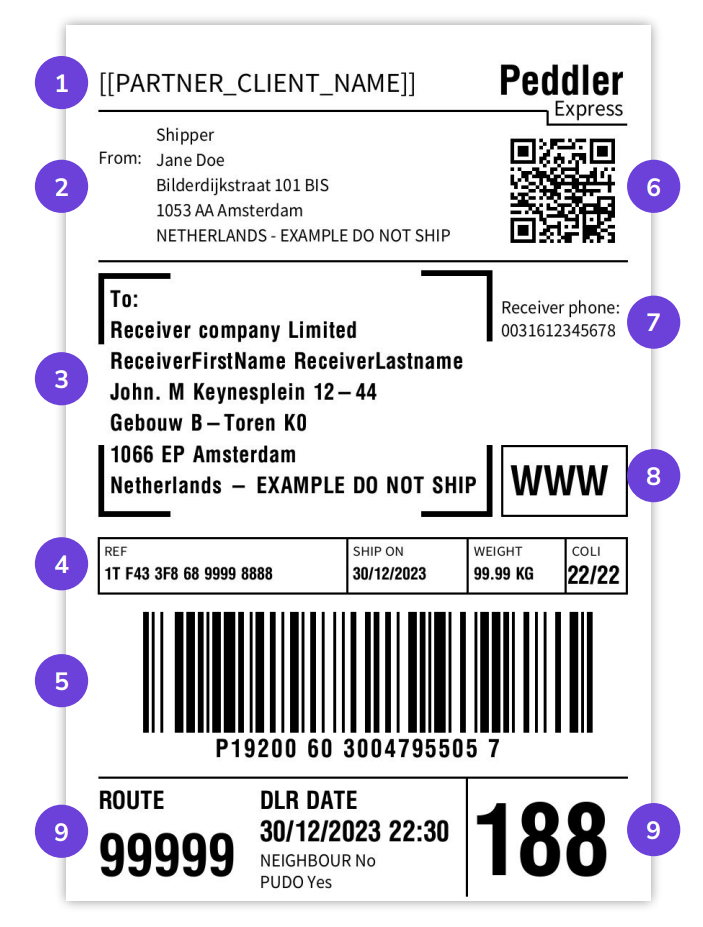 1
[[PARTNER_CLIENT_NAME]]
Peddler
Express
2
From:
Shipper
Jane Doe
Bilderdijkstraat 101 BIS
1053 AA Amsterdam
NETHERLANDS - EXAMPLE DO NOT SHIP
6
3
To:
Receiver company Limited
ReceiverFirstName ReceiverLastname
John. M Keynesplein 12 – 44
Gebouw B – Toren K0
1066 EP Amsterdam
Netherlands – EXAMPLE DO NOT SHIP
Receiver phone:
0031612345678
7
WWW
8
4
REF
1T F43 3F8 68 9999 8888
SHIP ON
30/12/2023
WEIGHT
99.99 KG
COLI
22/22
5
P19200 60 3004795505 7
9
ROUTE
99999
DLR DATE
30/12/2023 22:30
NEIGHBOUR No
PUDO Yes
188
9